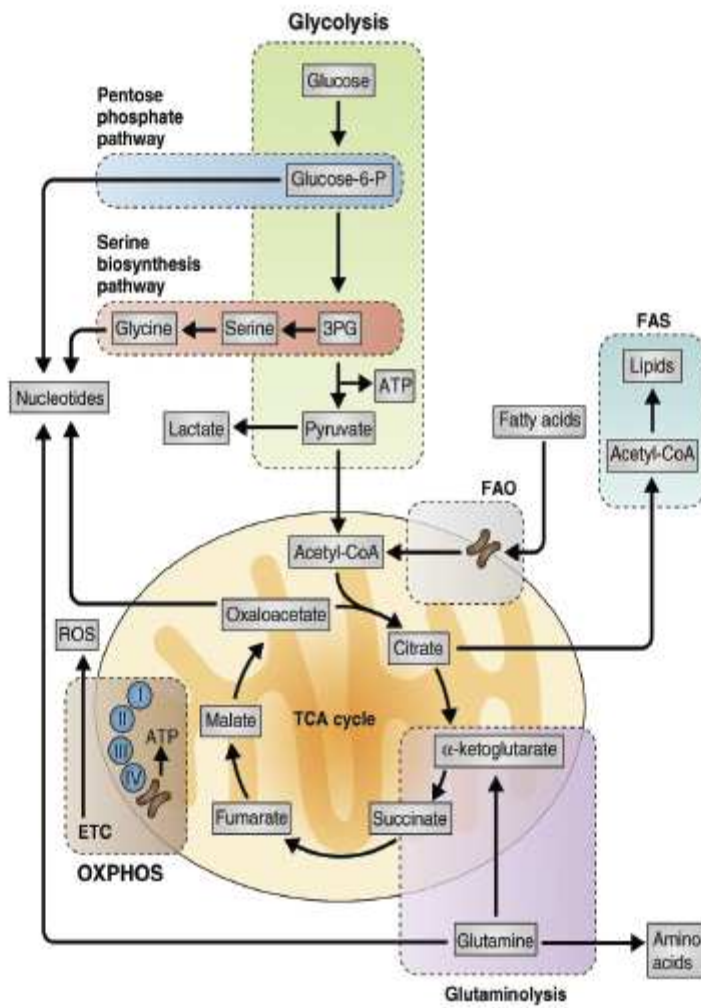 Glycolysis
Glucose
Pentose
phosphate
pathway
Glucose-6-P
Serine
biosynthesis
pathway
Glycine
Serine
3PG
FAS
Lipids
Nucleotides
ATP
Lactate
Pyruvate
Fatty acids
Acetyl-CoA
FAO
Acetyl-CoA
Oxaloacetate
ROS
Citrate
I
II
III
IV
ATP
Malate
TCA cycle
α-ketoglutarate
Fumarate
Succinate
ETC
OXPHOS
Glutamine
Amino
acids
Glutaminolysis